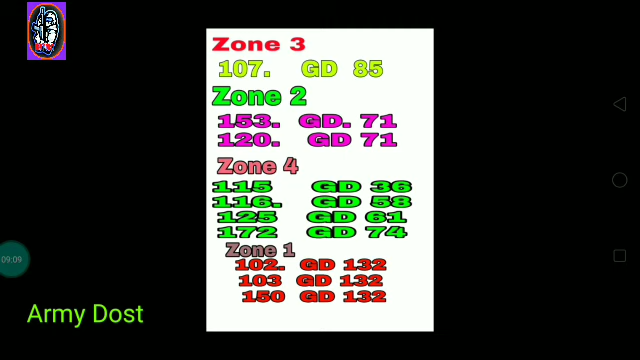 Zone 3
107. GD 85
Zone 2
153. GD. 71
120. GD 71
Zone 4
115 GD 36
116. GD 58
125 GD 61
172 GD 74
Zone 1
102. GD 132
103 GD 132
150 GD 132
09:09
Army Dost